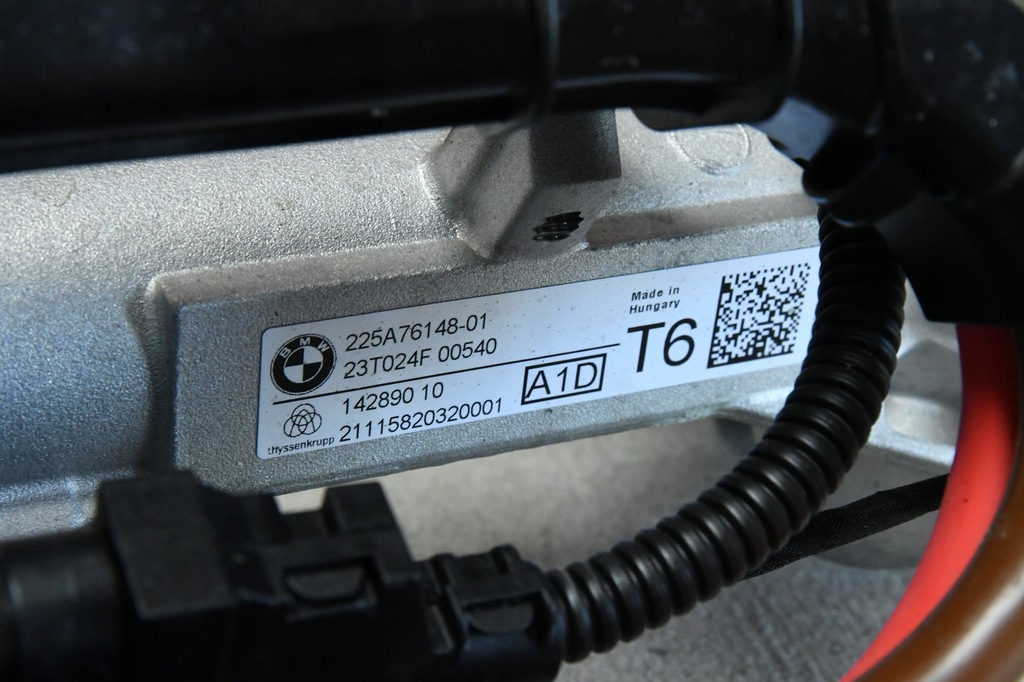 BMW
225A76148-01
23T024F 00540
thyssenkrupp
142890 10
21115820320001
A1D
Made in
Hungary
T6